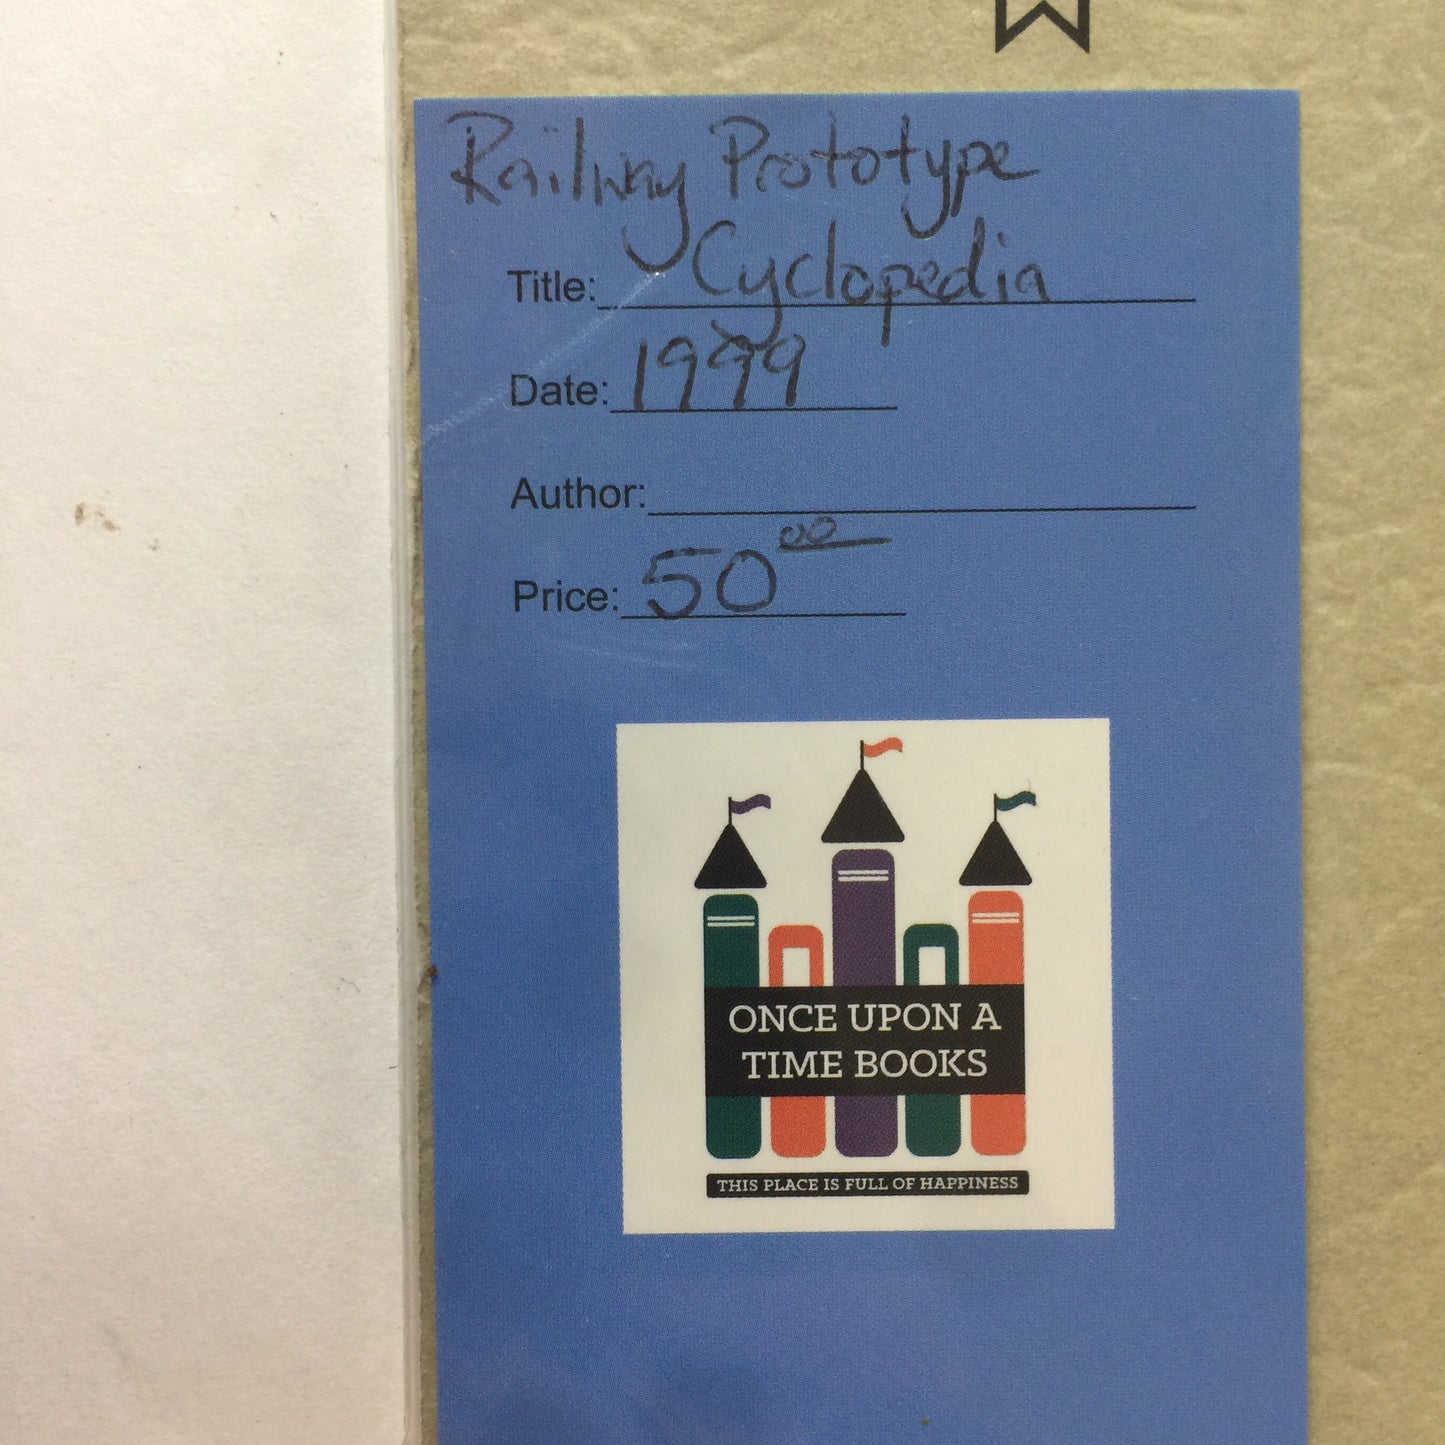 Railway Prototype
Title: Cyclopedia
Date: 1999
Author:
Price: 50 00
ONCE UPON A
TIME BOOKS
THIS PLACE IS FULL OF HAPPINESS